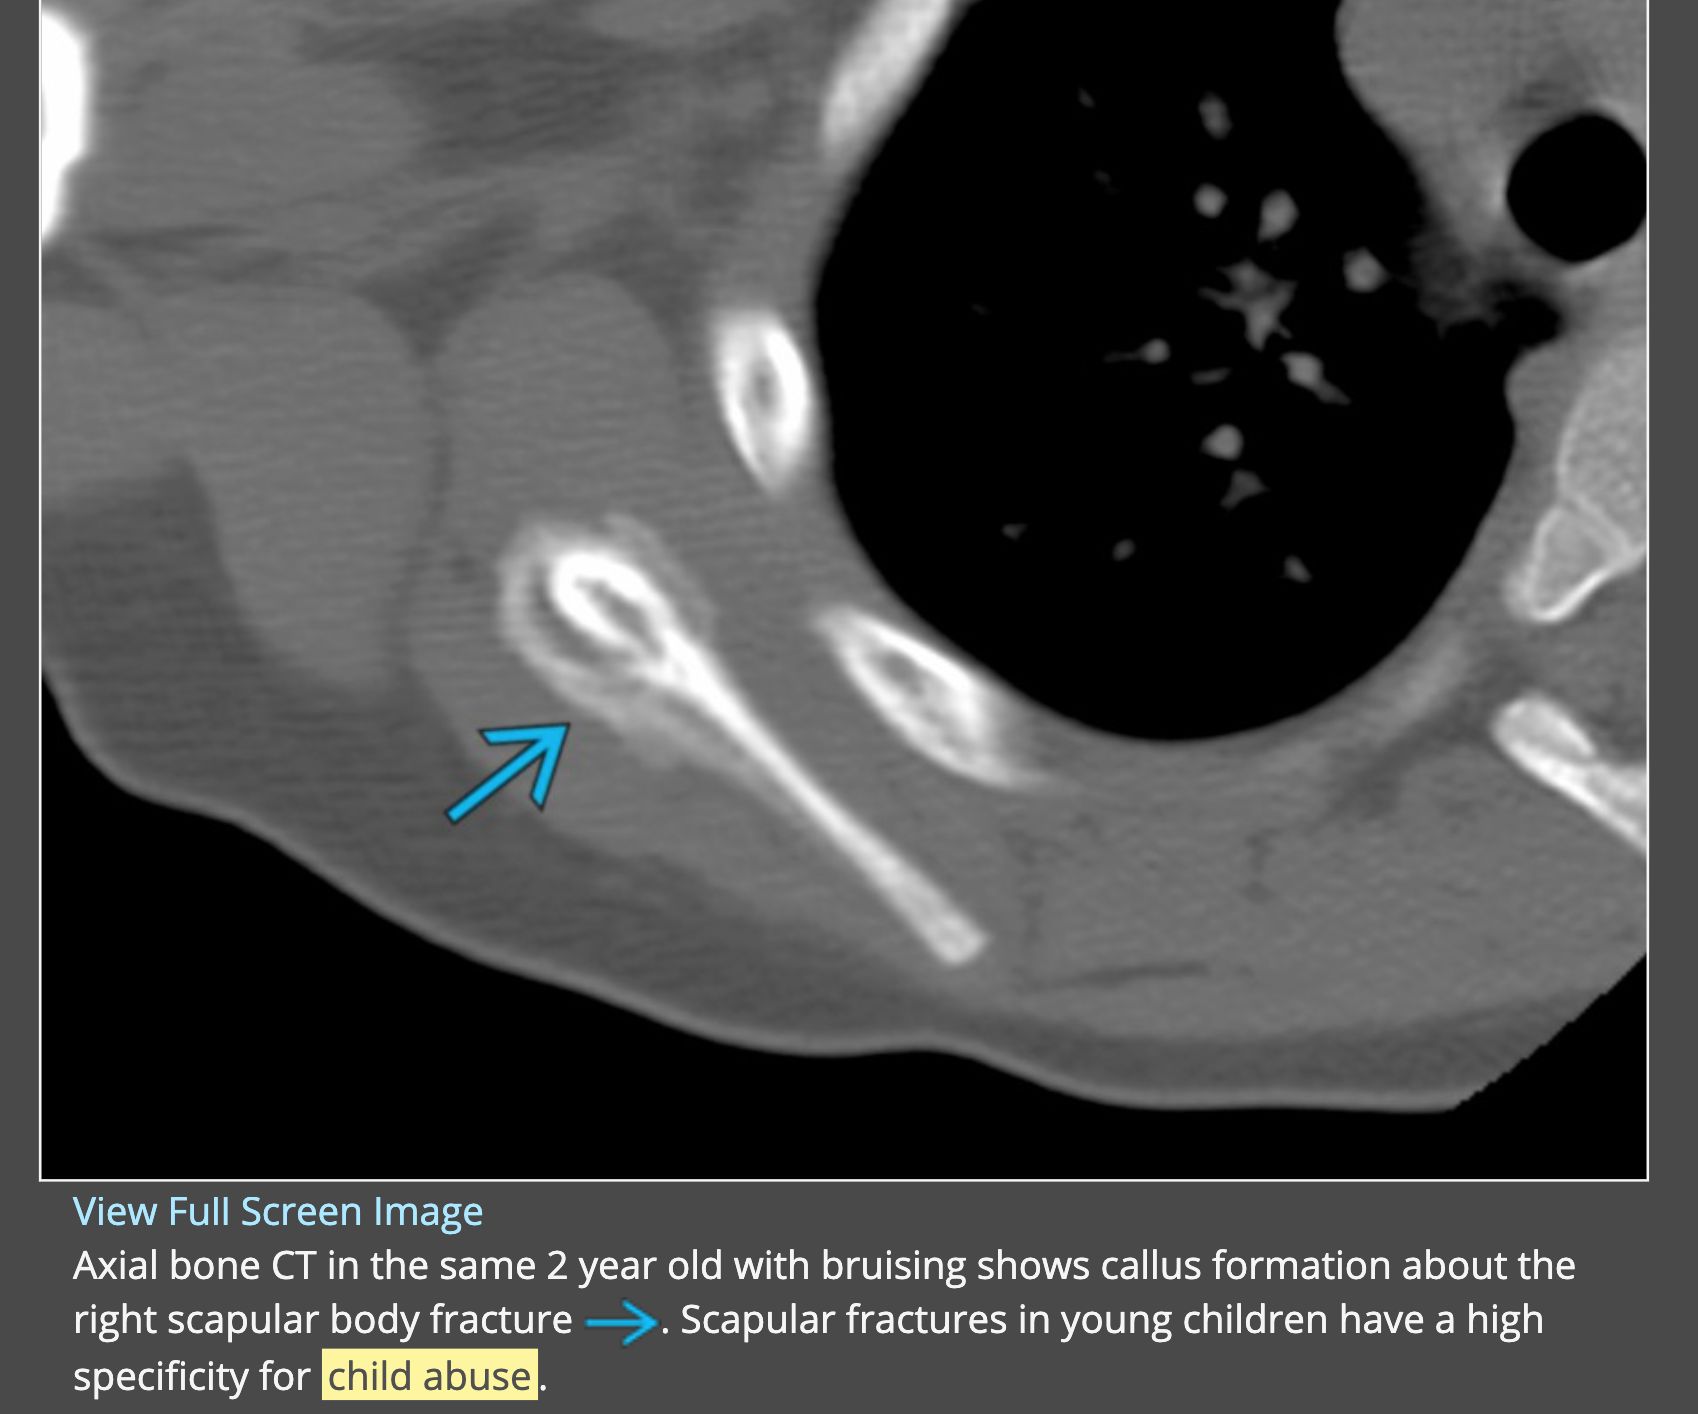 View Full Screen Image
Axial bone CT in the same 2 year old with bruising shows callus formation about the
right scapular body fracture →. Scapular fractures in young children have a high
specificity for child abuse.